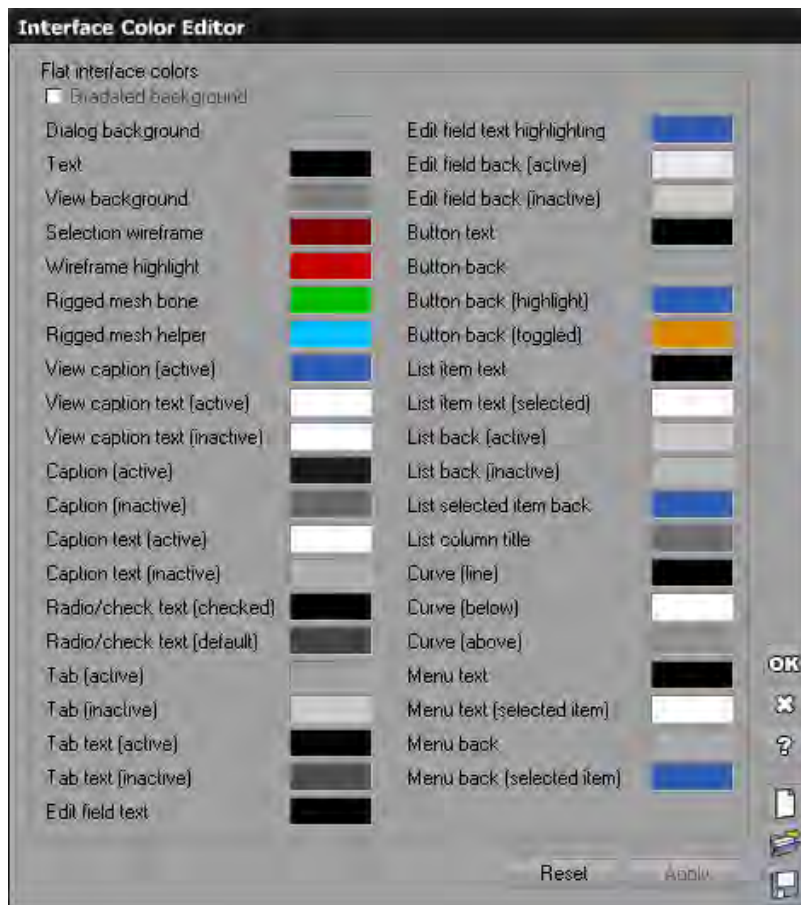 Interface Color Editor
Flat interface colors
Gradated background
Dialog background
Text
View background
Selection wireframe
Wireframe highlight
Rigged mesh bone
Rigged mesh helper
View caption (active)
View caption text (active)
View caption text (inactive)
Caption (active)
Caption (inactive)
Caption text (active)
Caption text (inactive)
Radio/check text (checked)
Radio/check text (default)
Tab (active)
Tab (inactive)
Tab text (active)
Tab text (inactive)
Edit field text
Edit field text highlighting
Edit field back (active)
Edit field back (inactive)
Button text
Button back
Button back (highlight)
Button back (toggled)
List item text
List item text (selected)
List back (active)
List back (inactive)
List selected item back
List column title
Curve (line)
Curve (below)
Curve (above)
Menu text
Menu text (selected item)
Menu back
Menu back (selected item)
OK
?
Reset
Apply